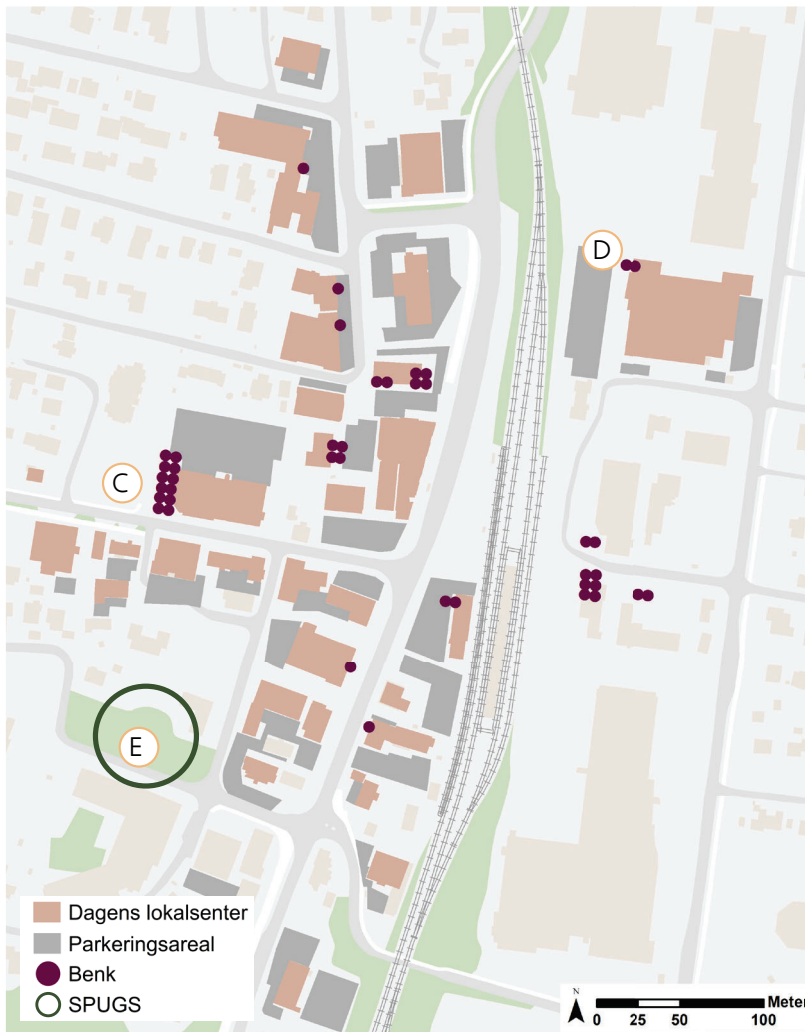 D
C
E
Dagens lokalsenter
Parkeringsareal
Benk
SPUGS
N
Meter
0 25 50 100